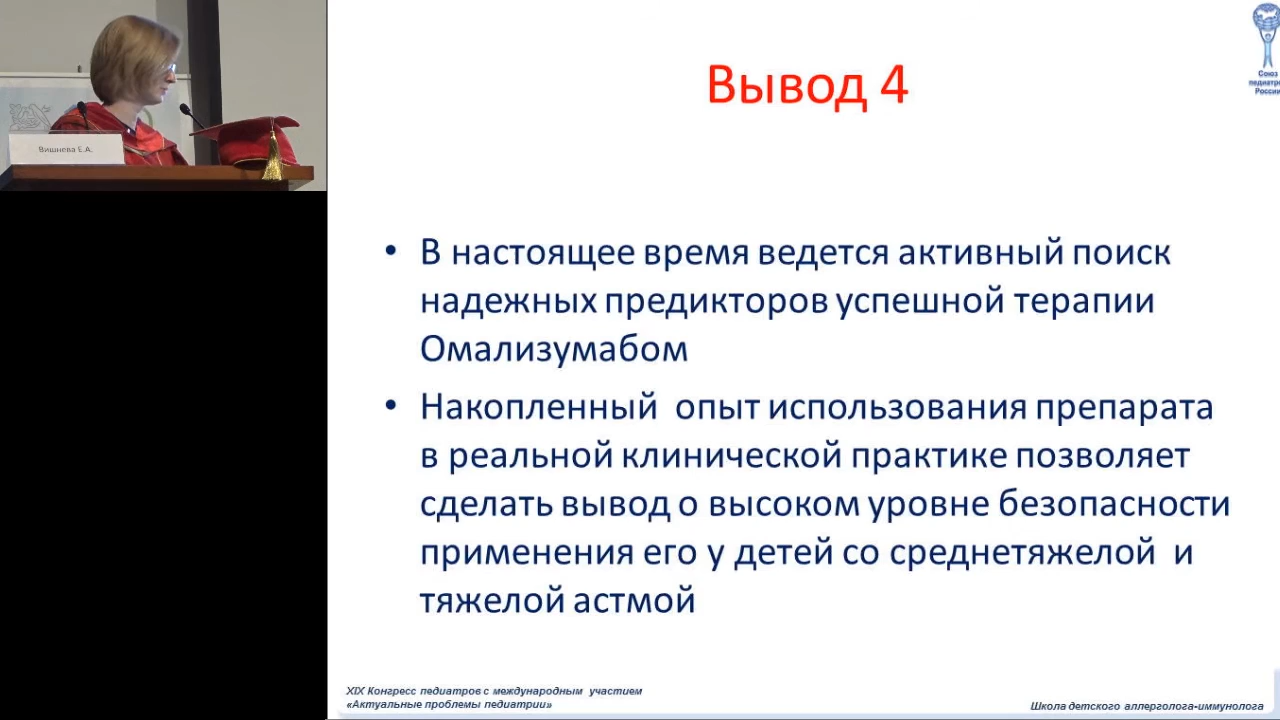 Вывод 4
Союз
педиатр
России
Вишнева Е.А.
• В настоящее время ведется активный поиск
надежных предикторов успешной терапии
Омализумабом
• Накопленный опыт использования препарата
в реальной клинической практике позволяет
сделать вывод о высоком уровне безопасности
применения его у детей со среднетяжелой и
тяжелой астмой
XIX Конгресс педиатров с международным участием
«Актуальные проблемы педиатрии»
Школа детского аллерголога-иммунолога